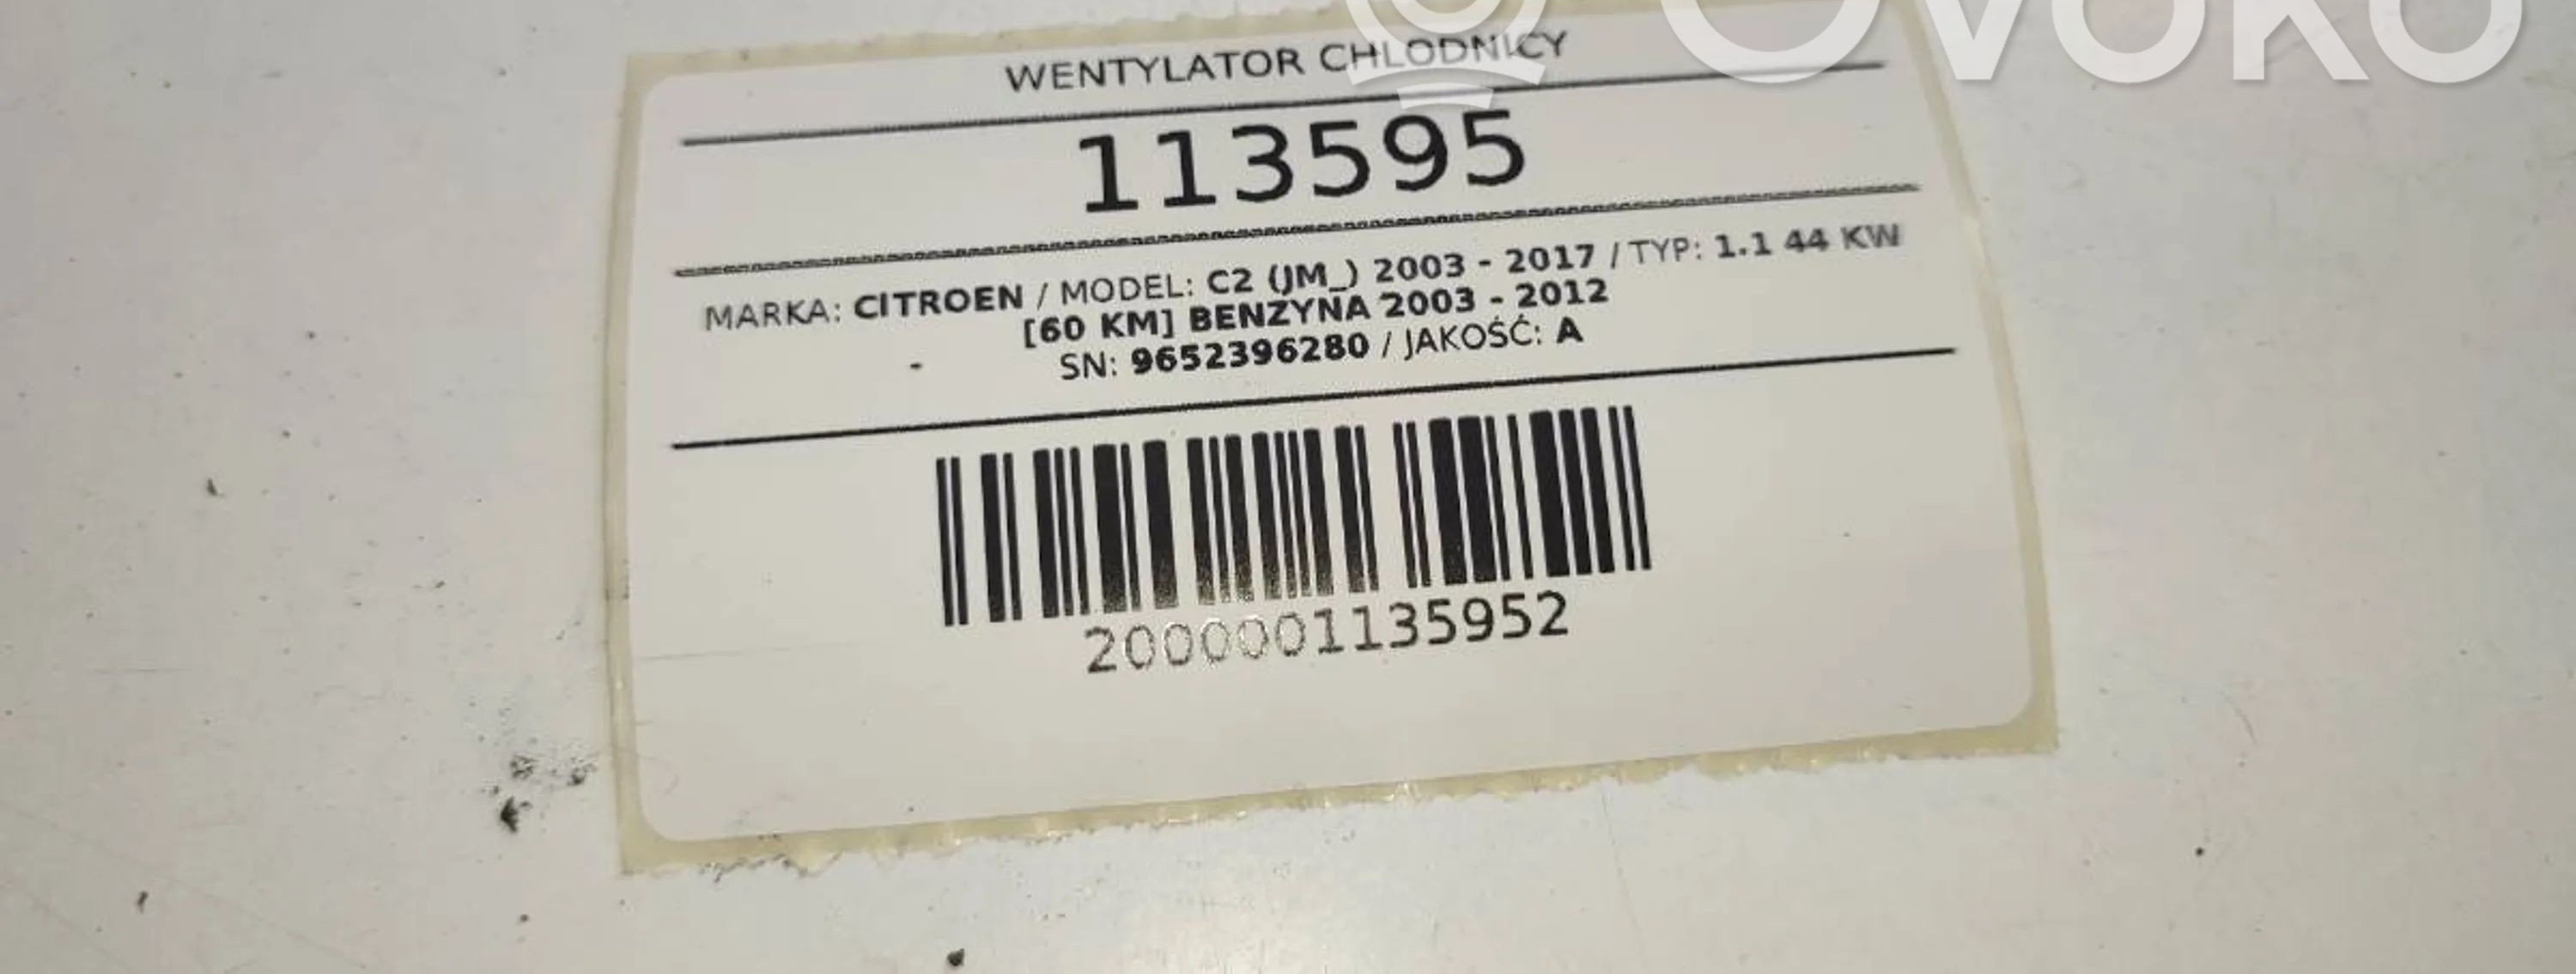 OVOKO
WENTYLATOR CHLODNICY
113595
MARKA: CITROEN / MODEL: C2 (JM_) 2003 - 2017 / TYP: 1.1 44 KW
[60 KM] BENZYNA 2003 - 2012
SN: 9652396280 / JAKOŚĆ: A
2000001135952